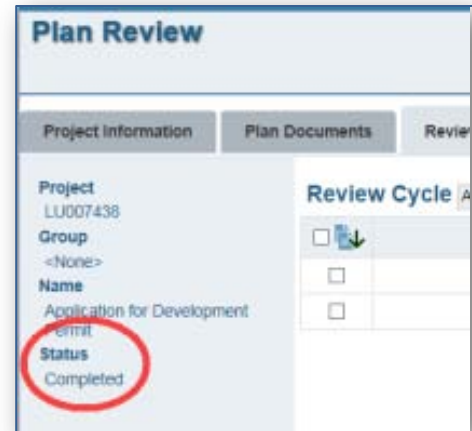 Plan Review
Project Information
Plan Documents
Revie
Project
LU007438
Group
<None>
Name
Application for Development
Permit
Status
Completed
Review Cycle A